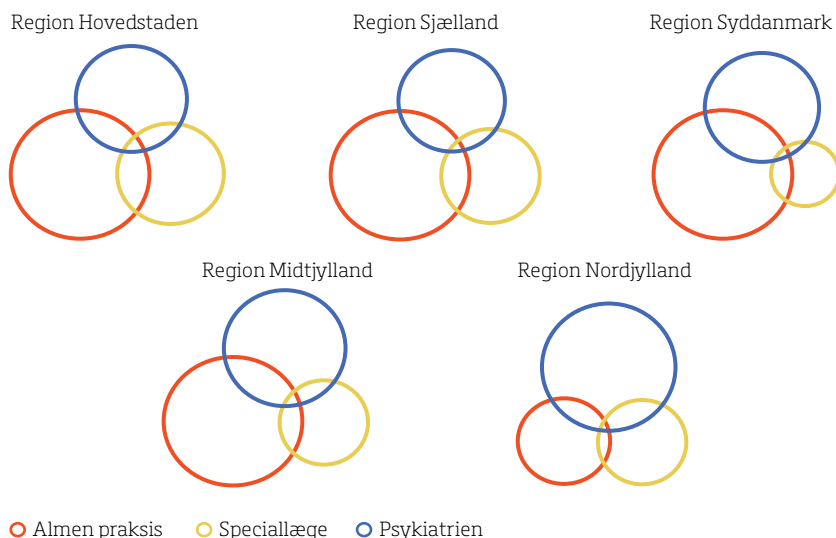 Region Hovedstaden
Region Sjælland
Region Syddanmark
Region Midtjylland
Region Nordjylland
Almen praksis
Speciallæge
Psykiatrien